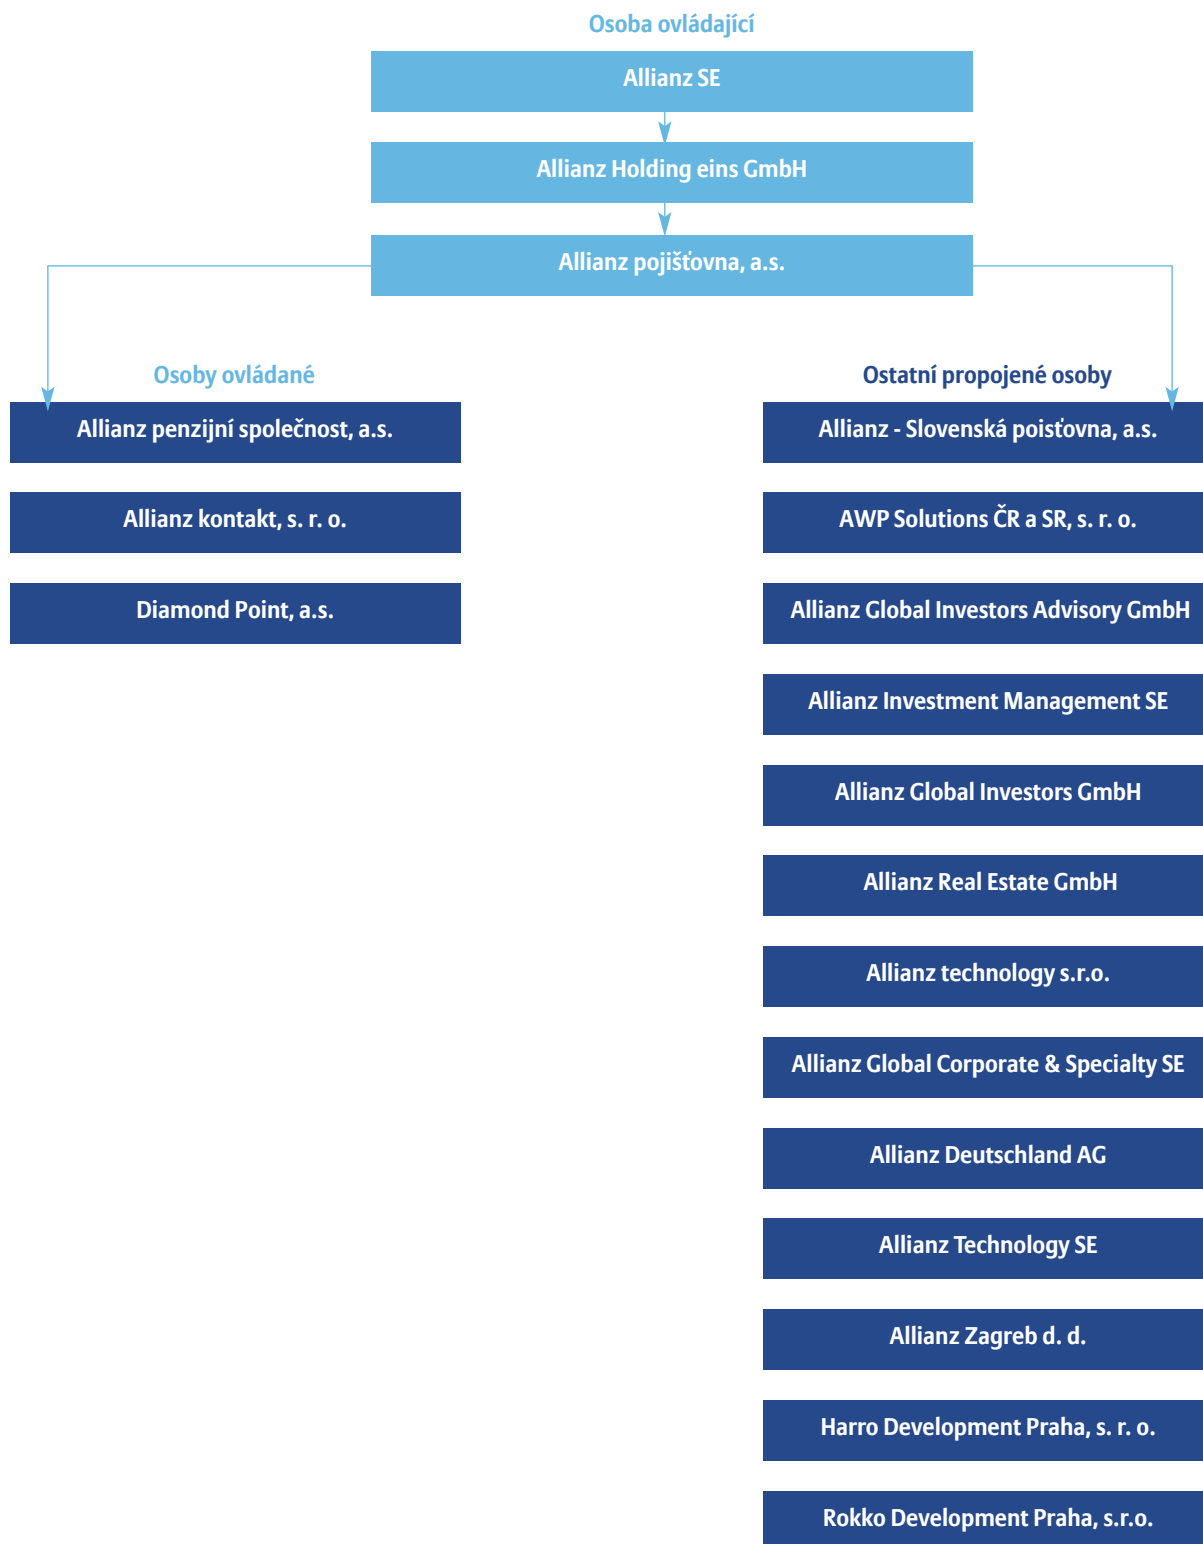 Osoba ovládající
Allianz SE
Allianz Holding eins GmbH
Allianz pojišťovna, a.s.
Osoby ovládané
Allianz penzijní společnost, a.s.
Allianz kontakt, s. r. o.
Diamond Point, a.s.
Ostatní propojené osoby
Allianz - Slovenská poisťovna, a.s.
AWP Solutions ČR a SR, s. r. o.
Allianz Global Investors Advisory GmbH
Allianz Investment Management SE
Allianz Global Investors GmbH
Allianz Real Estate GmbH
Allianz technology s.r.o.
Allianz Global Corporate & Specialty SE
Allianz Deutschland AG
Allianz Technology SE
Allianz Zagreb d. d.
Harro Development Praha, s. r. o.
Rokko Development Praha, s.r.o.